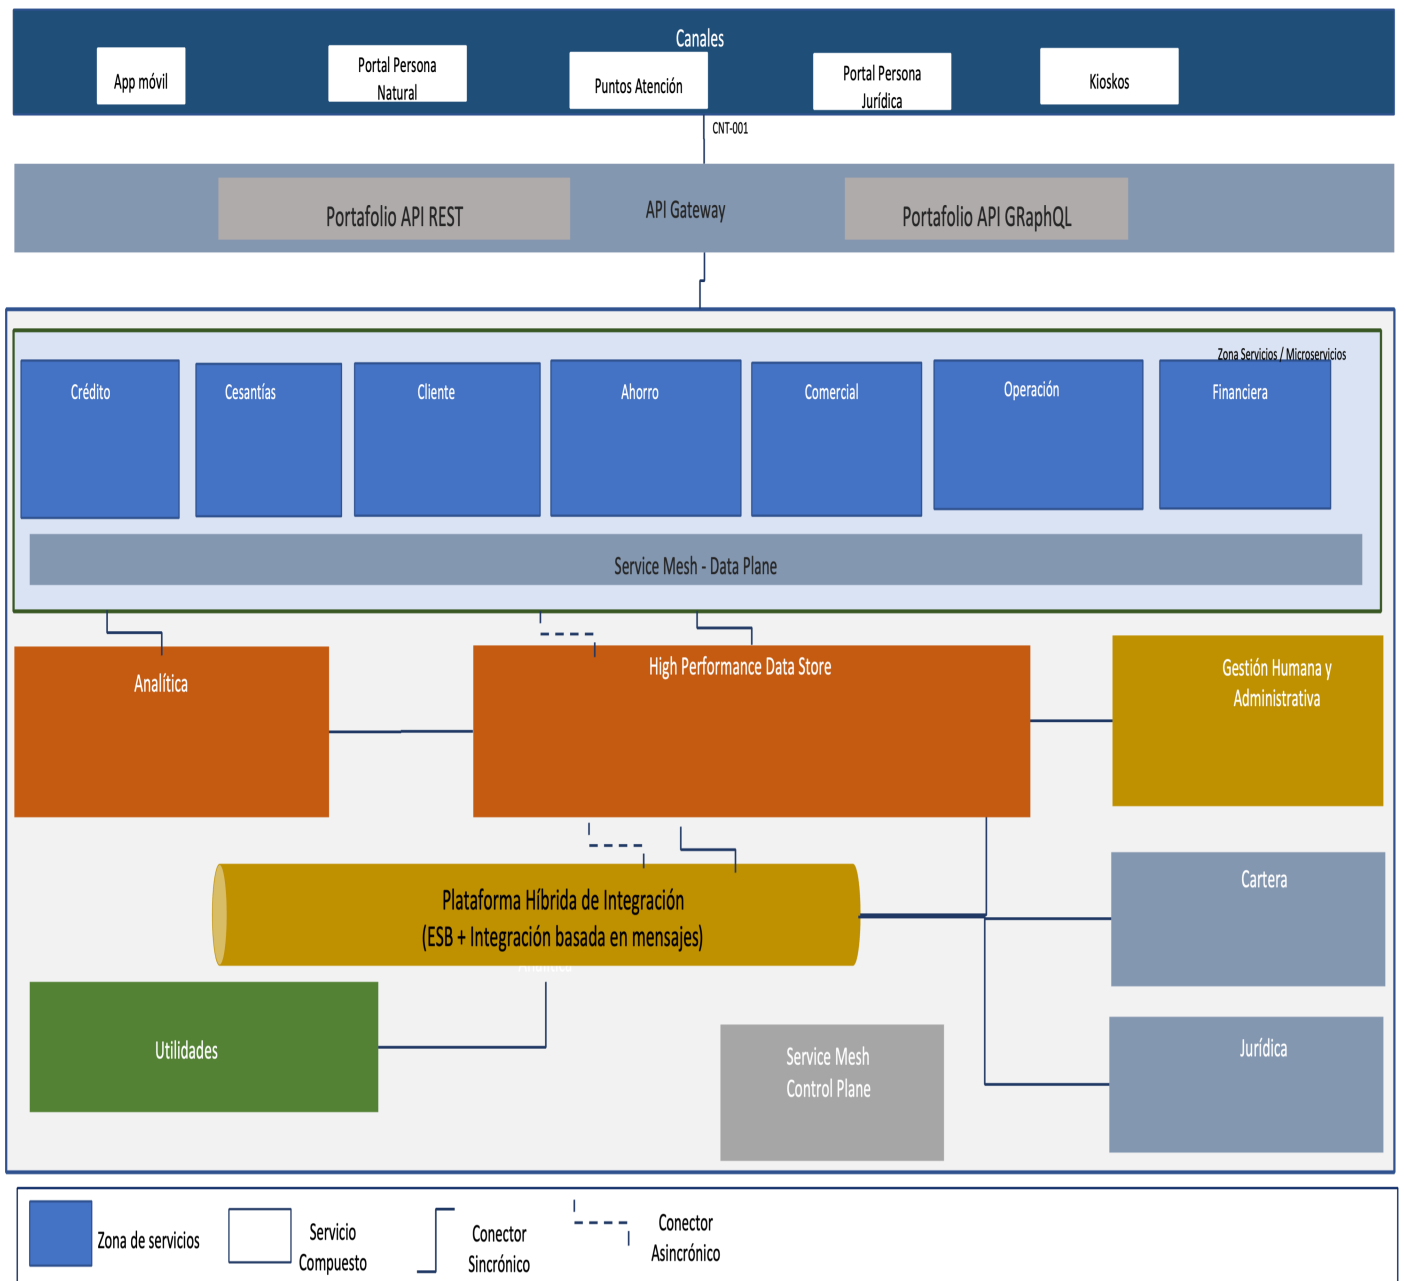 Canales
App móvil
Portal Persona
Natural
Puntos Atención
Portal Persona
Jurídica
Kioskos
CNT-001
Portafolio API REST
API Gateway
Portafolio API GRaphQL
Zona Servicios / Microservicios
Crédito
Cesantías
Cliente
Ahorro
Comercial
Operación
Financiera
Service Mesh - Data Plane
Analítica
High Performance Data Store
Gestión Humana y
Administrativa
Plataforma Híbrida de Integración
(ESB + Integración basada en mensajes)
Analítica
Cartera
Utilidades
Service Mesh
Control Plane
Jurídica
Zona de servicios
Servicio
Compuesto
Conector
Sincrónico
Conector
Asincrónico